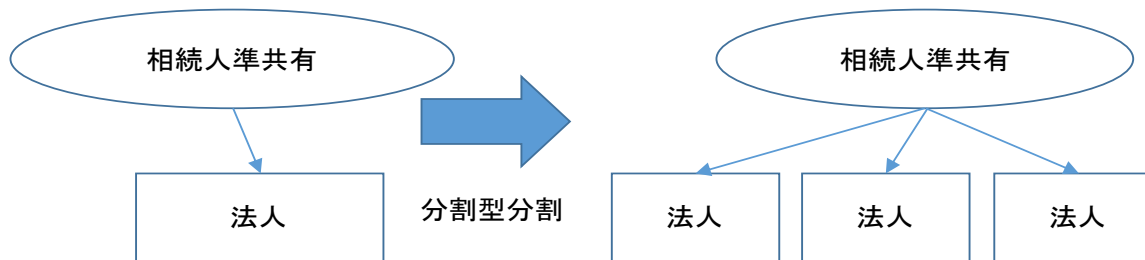 相続人準共有
相続人準共有
分割型分割
法人
法人
法人
法人